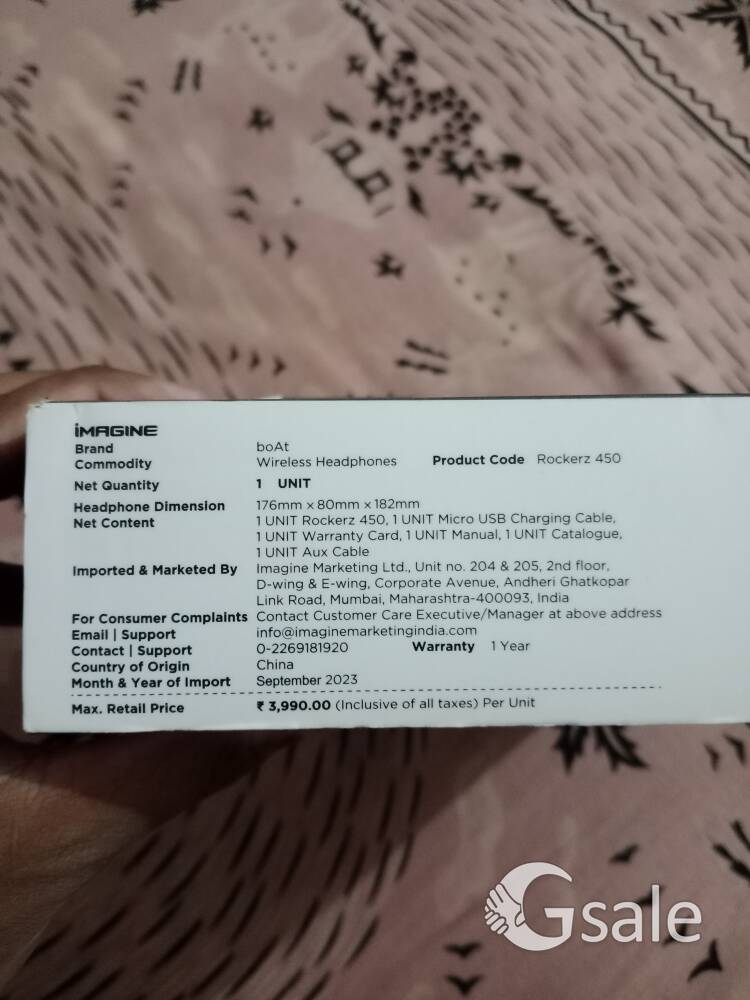 imAGINE
Brand boAt
Commodity Wireless Headphones Product Code Rockerz 450
Net Quantity 1 UNIT
Headphone Dimension 176mm x 80mm x 182mm
Net Content 1 UNIT Rockerz 450, 1 UNIT Micro USB Charging Cable,
1 UNIT Warranty Card, 1 UNIT Manual, 1 UNIT Catalogue,
1 UNIT Aux Cable
Imported & Marketed By Imagine Marketing Ltd., Unit no. 204 & 205, 2nd floor,
D-wing & E-wing, Corporate Avenue, Andheri Ghatkopar
Link Road, Mumbai, Maharashtra-400093, India
For Consumer Complaints Contact Customer Care Executive/Manager at above address
Email | Support info@imaginemarketingindia.com
Contact | Support 0-2269181920 Warranty 1 Year
Country of Origin China
Month & Year of Import September 2023
Max. Retail Price ₹ 3,990.00 (Inclusive of all taxes) Per Unit
Gsale